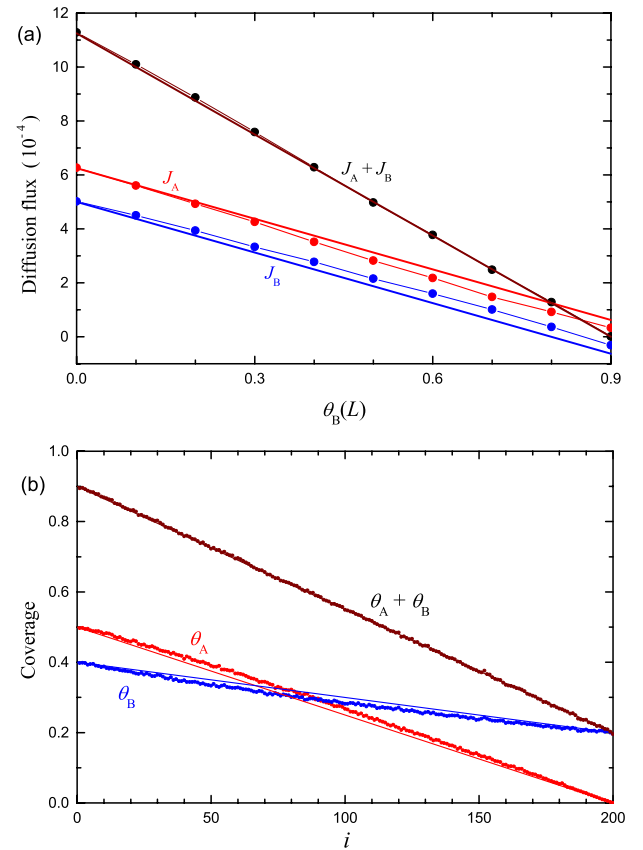 (a)
Diffusion flux (10⁻⁴)
12
10
8
6
4
2
0
J_A
J_B
J_A + J_B
0.0 0.3 0.6 0.9
θ_B(L)
(b)
Coverage
1.0
0.8
0.6
0.4
0.2
0.0
θ_A + θ_B
θ_A
θ_B
0 50 100 150 200
i